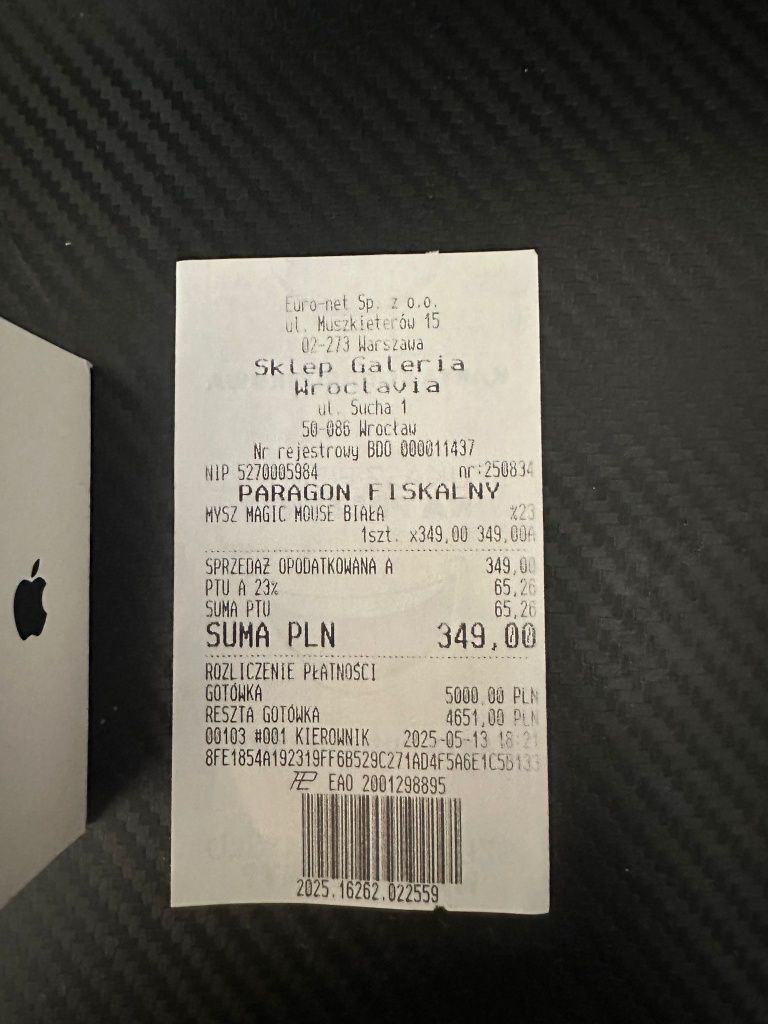 Euro-net Sp. z o.o.
ul. Muszkieterów 15
02-273 Warszawa
Sklep Galeria
Wroclavia
ul. Sucha 1
50-086 Wrocław
Nr rejestrowy BDO 000011437
NIP 5270005984 nr:250834
PARAGON FISKALNY
MYSZ MAGIC MOUSE BIAŁA %23
1szt. x349,00 349,00A
SPRZEDAŻ OPODATKOWANA A 349,00
PTU A 23% 65,26
SUMA PTU 65,26
SUMA PLN 349,00
ROZLICZENIE PŁATNOŚCI
GOTÓWKA 5000,00 PLN
RESZTA GOTÓWKA 4651,00 PLN
00103 #001 KIEROWNIK 2025-05-13 18:21
8FE1854A192319FF6B529C271AD4F5A6E1C5B133
EAO 2001298895
2025.16262.022559